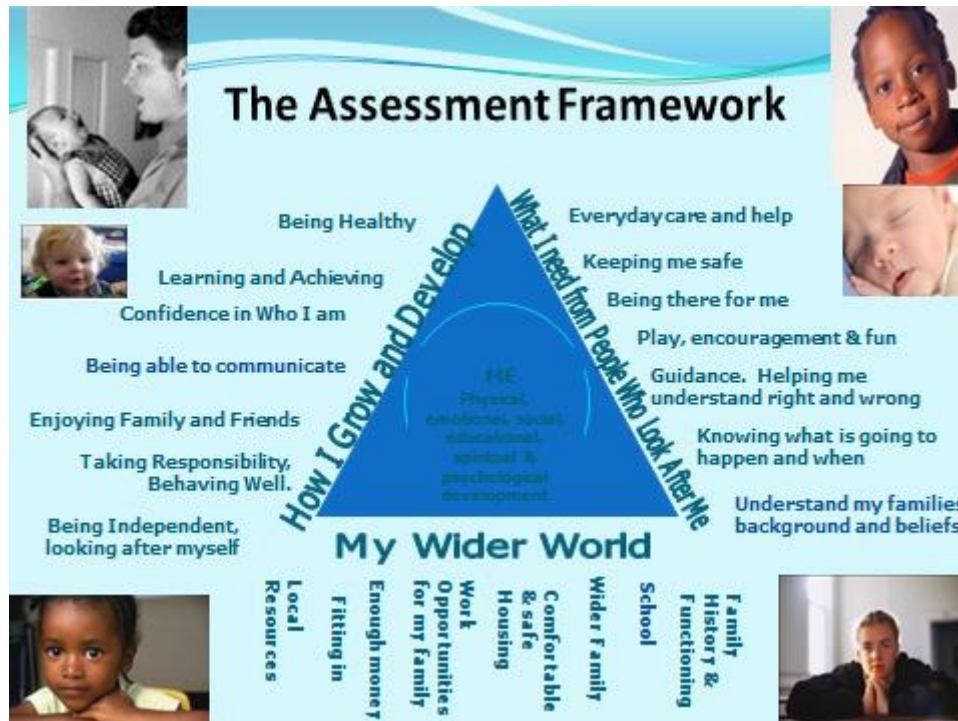 The Assessment Framework
Being Healthy
Learning and Achieving
Confidence in Who I am
Being able to communicate
Enjoying Family and Friends
Taking Responsibility,
Behaving Well.
Being Independent,
looking after myself
How I Grow and Develop
ME
Physical,
emotional, social,
educational,
spiritual &
psychological
development
What I need from People Who Look After Me
Everyday care and help
Keeping me safe
Being there for me
Play, encouragement & fun
Guidance. Helping me
understand right and wrong
Knowing what is going to
happen and when
Understand my families
background and beliefs
My Wider World
Local
Resources
Fitting in
Enough money
Work
Opportunities
for my family
Comfortable
& safe
Housing
Wider Family
School
Family
History &
Functioning